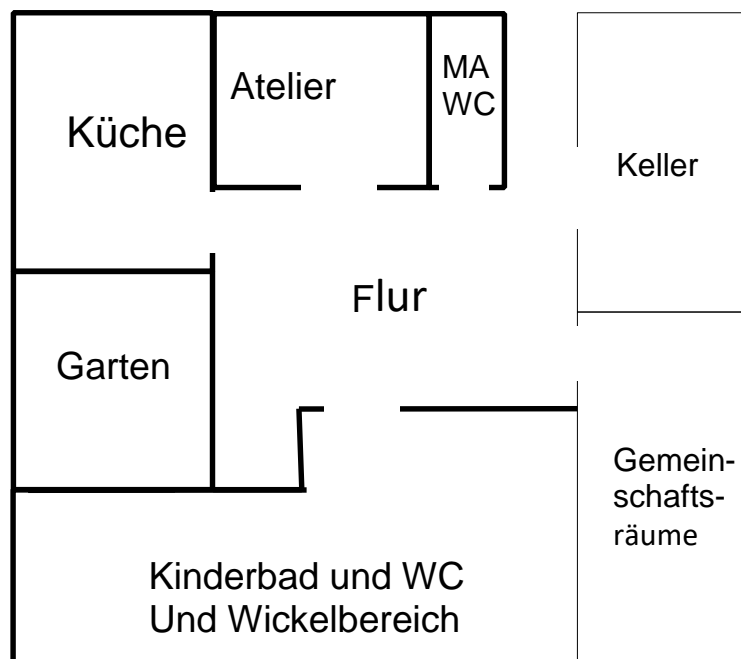 Küche
Atelier
MA
WC
Keller
Flur
Garten
Gemein-
schafts-
räume
Kinderbad und WC
Und Wickelbereich